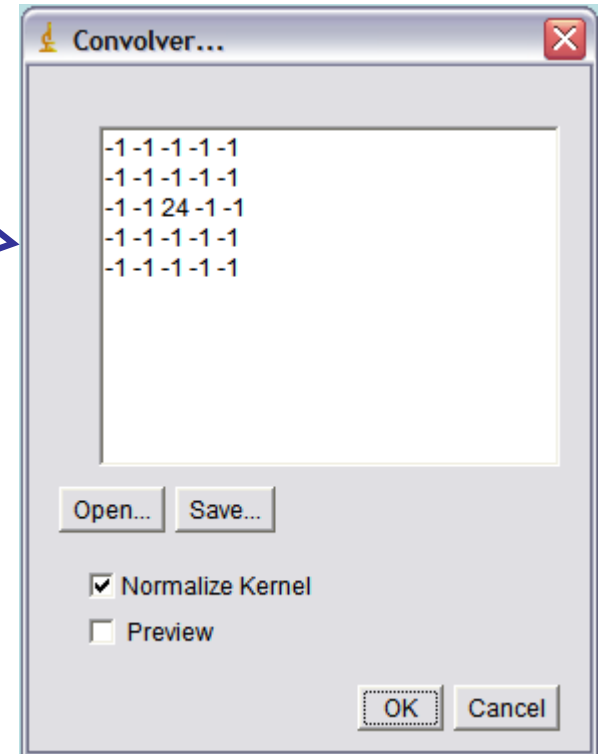 Convolver...
-1 -1 -1 -1 -1
-1 -1 -1 -1 -1
-1 -1 24 -1 -1
-1 -1 -1 -1 -1
-1 -1 -1 -1 -1
Open... Save...
Normalize Kernel
Preview
OK Cancel